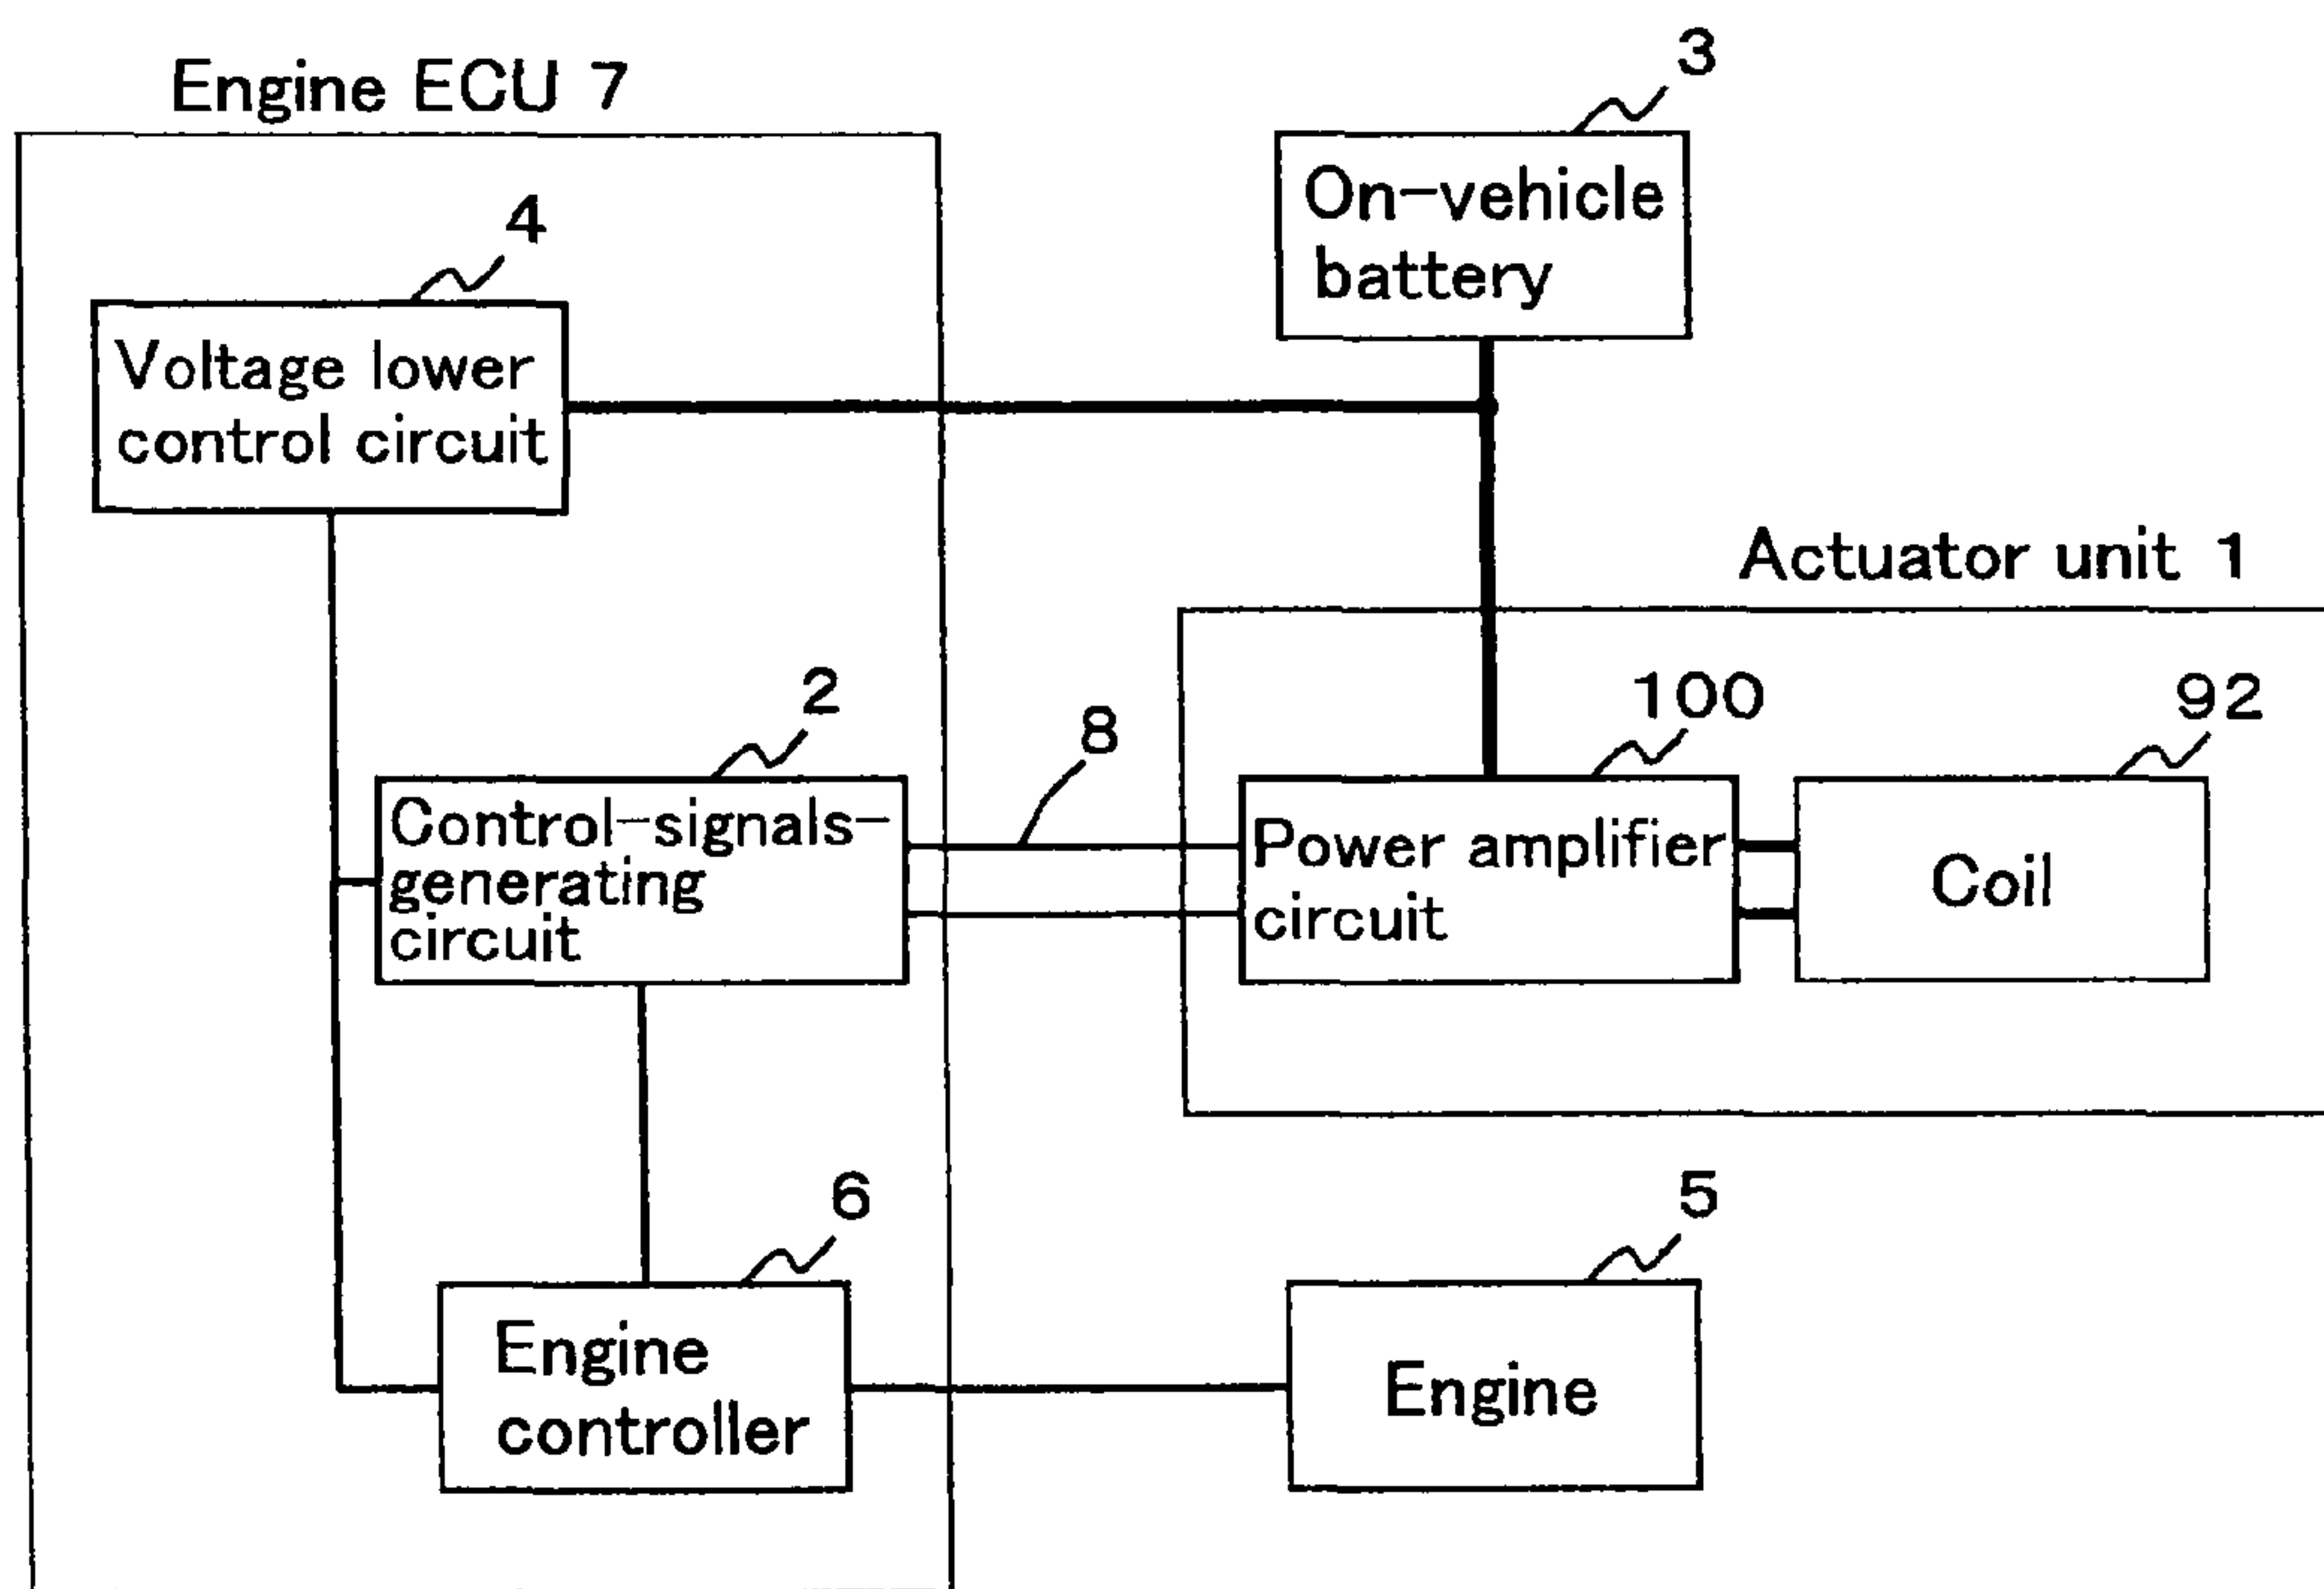 Engine ECU 7
3
On-vehicle
battery
4
Voltage lower
control circuit
Actuator unit 1
2
8
100
92
Control-signals-
generating
circuit
Power amplifier
circuit
Coil
6
5
Engine
controller
Engine